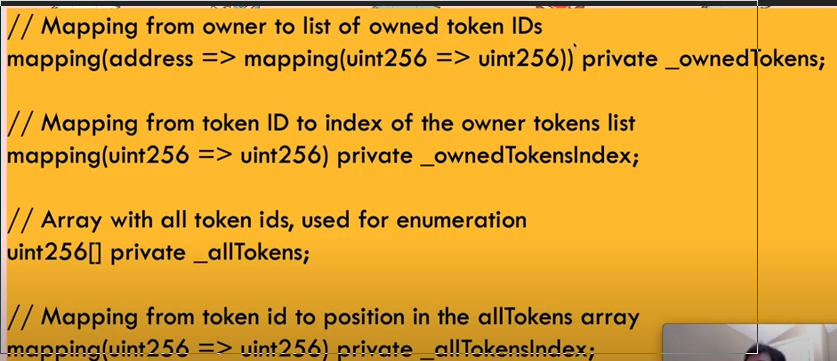 // Mapping from owner to list of owned token IDs
mapping(address => mapping(uint256 => uint256)) private _ownedTokens;
// Mapping from token ID to index of the owner tokens list
mapping(uint256 => uint256) private _ownedTokensIndex;
// Array with all token ids, used for enumeration
uint256[] private _allTokens;
// Mapping from token id to position in the allTokens array
mapping(uint256 => uint256) private _allTokensIndex;